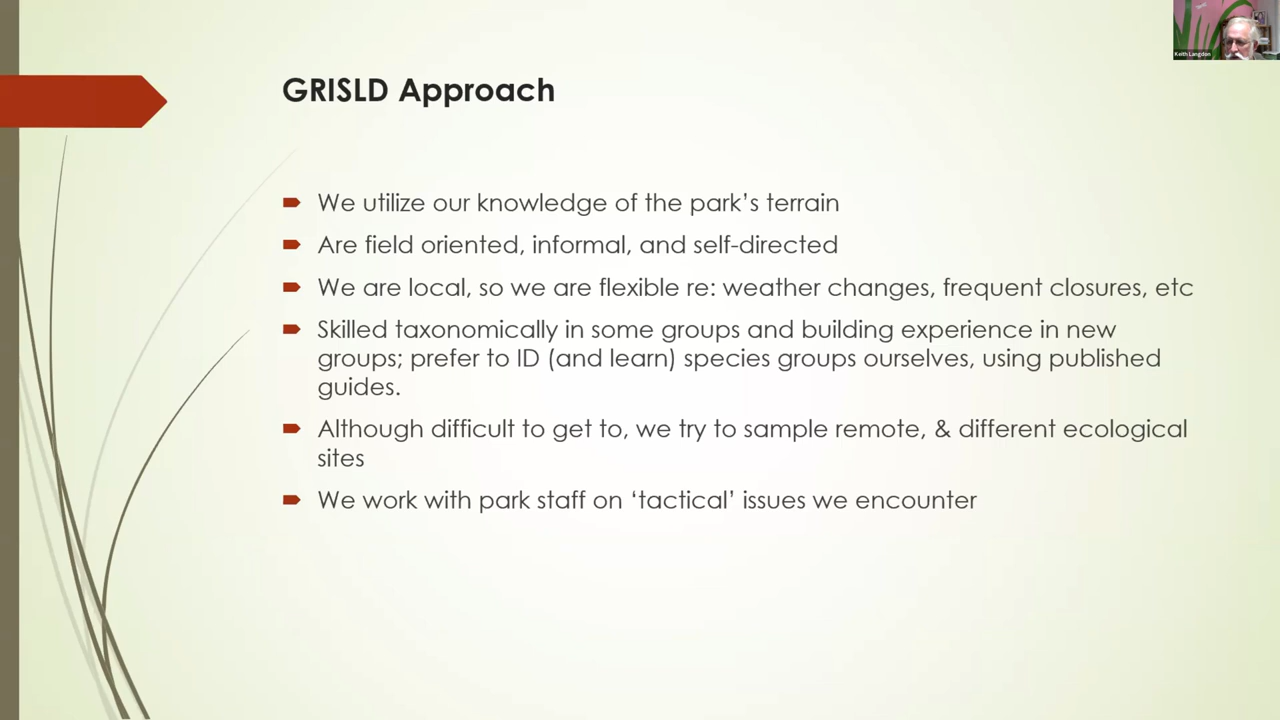 GRISLD Approach
We utilize our knowledge of the park's terrain
Are field oriented, informal, and self-directed
We are local, so we are flexible re: weather changes, frequent closures, etc
Skilled taxonomically in some groups and building experience in new
groups; prefer to ID (and learn) species groups ourselves, using published
guides.
Although difficult to get to, we try to sample remote, & different ecological
sites
We work with park staff on ‘tactical’ issues we encounter
Keith Langdon